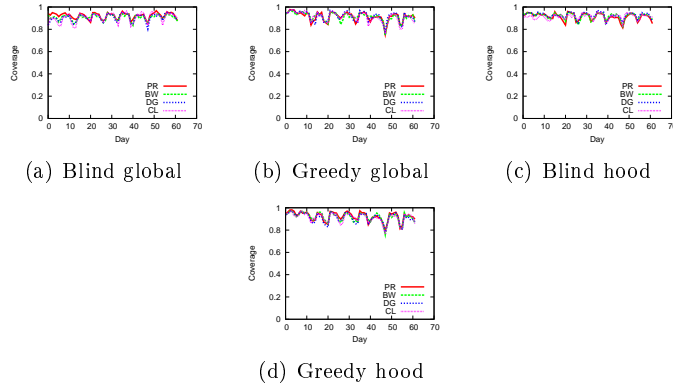 1
0.8
0.6
0.4
0.2
0
Coverage
0 10 20 30 40 50 60 70
Day
PR
BW
DG
CL
(a) Blind global
1
0.8
0.6
0.4
0.2
0
Coverage
0 10 20 30 40 50 60 70
Day
PR
BW
DG
CL
(b) Greedy global
1
0.8
0.6
0.4
0.2
0
Coverage
0 10 20 30 40 50 60 70
Day
PR
BW
DG
CL
(c) Blind hood
1
0.8
0.6
0.4
0.2
0
Coverage
0 10 20 30 40 50 60 70
Day
PR
BW
DG
CL
(d) Greedy hood